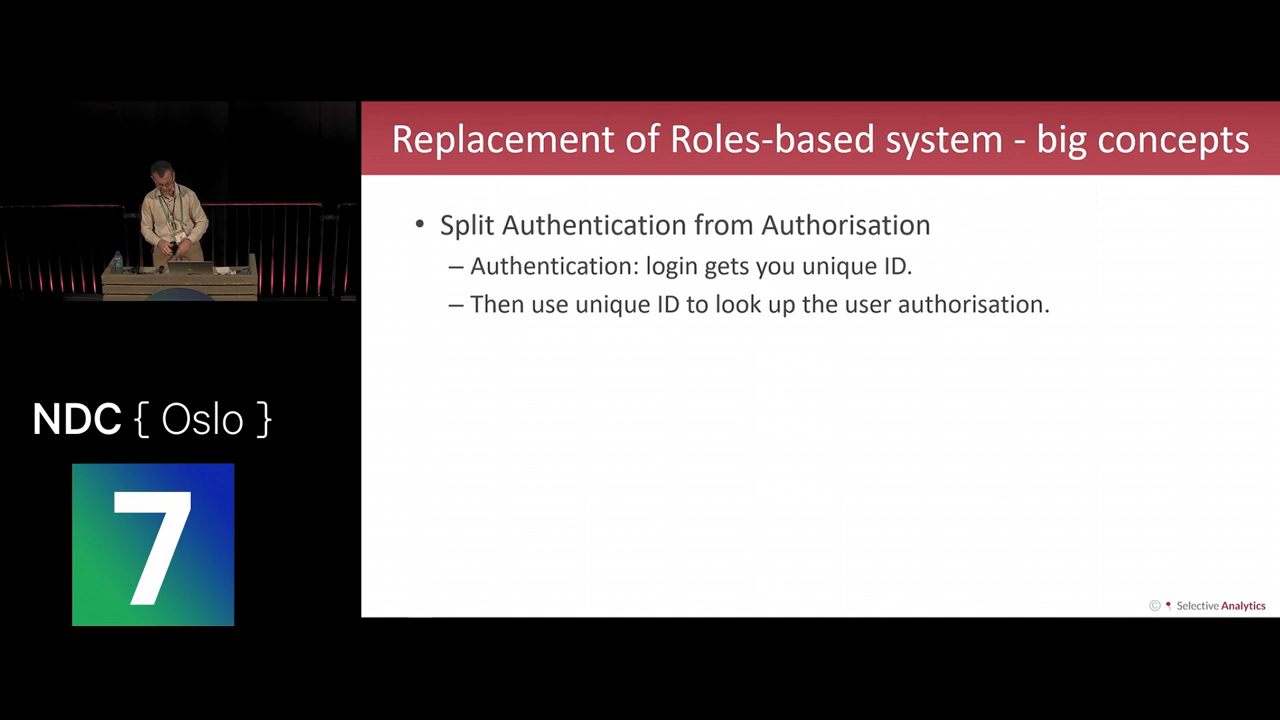 Replacement of Roles-based system - big concepts
• Split Authentication from Authorisation
– Authentication: login gets you unique ID.
– Then use unique ID to look up the user authorisation.
NDC { Oslo }
7
© Selective Analytics